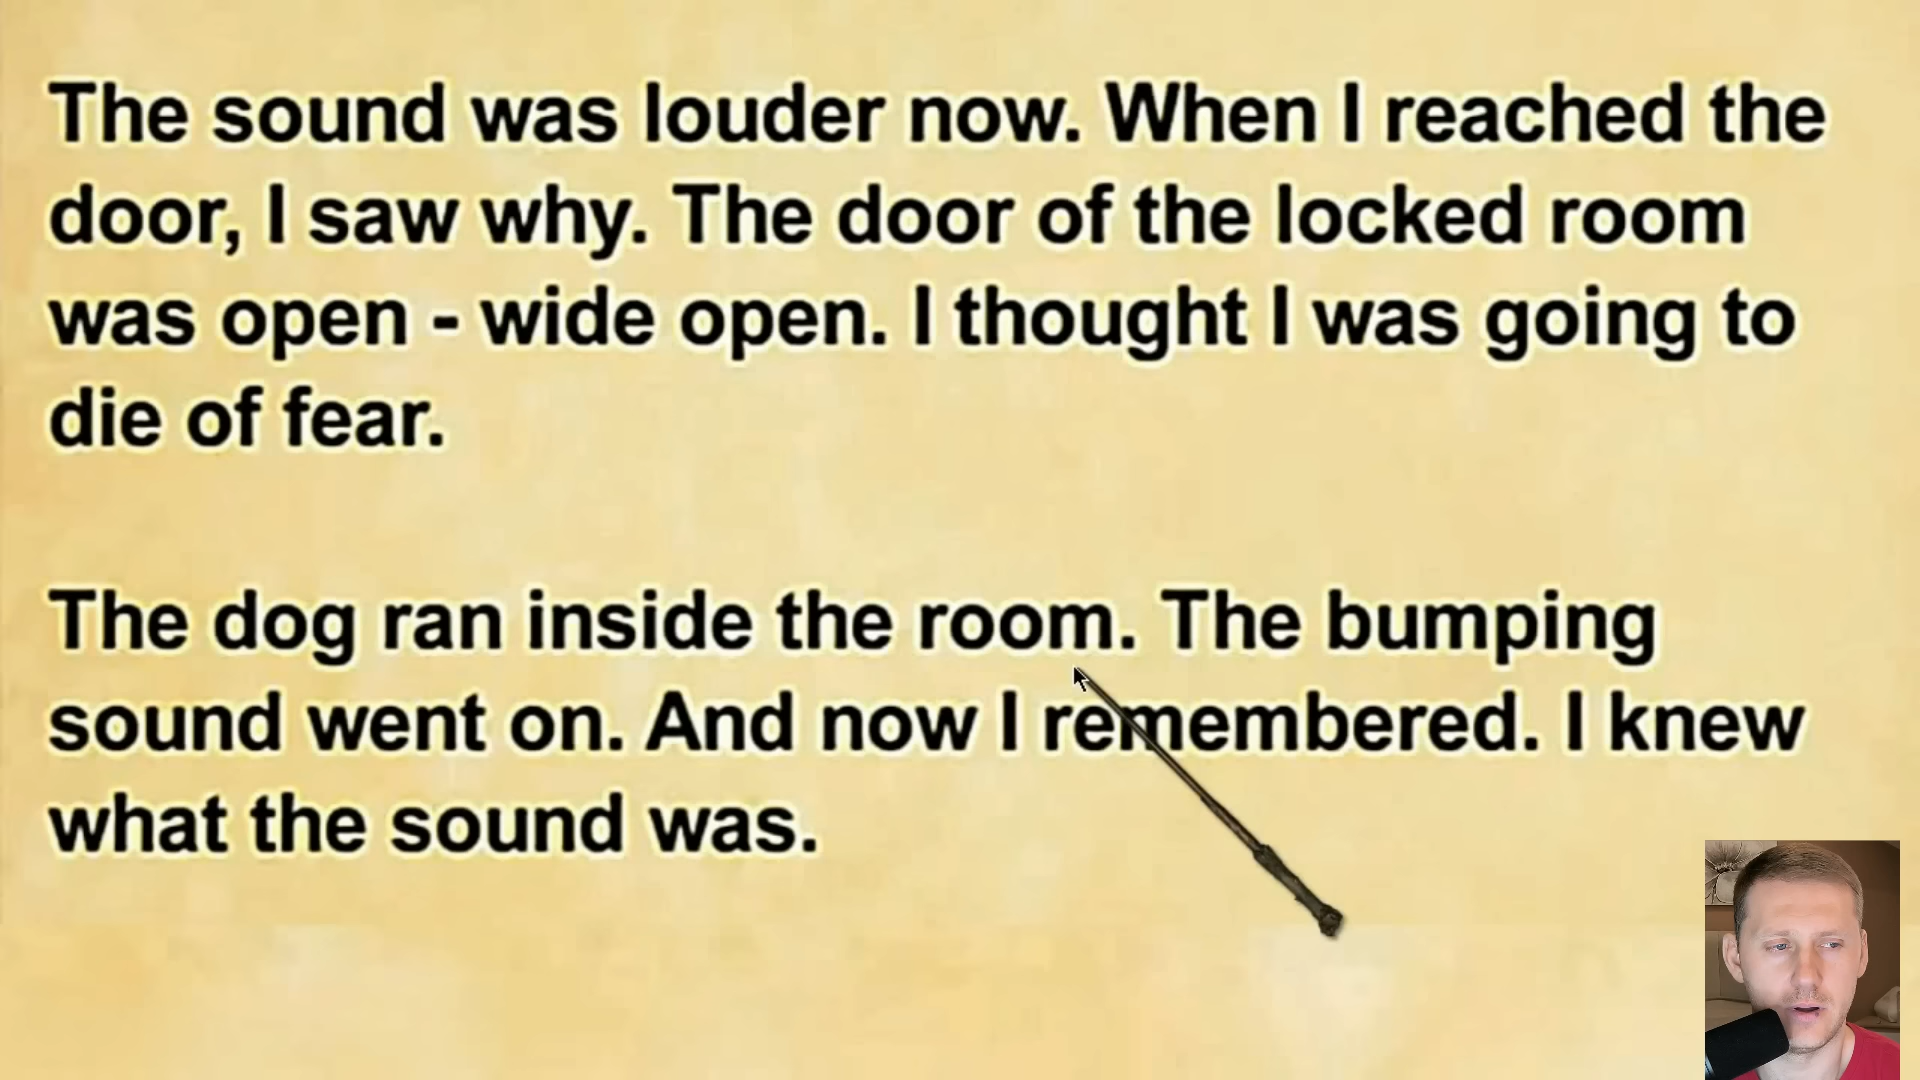 The sound was louder now. When I reached the
door, I saw why. The door of the locked room
was open - wide open. I thought I was going to
die of fear.
The dog ran inside the room. The bumping
sound went on. And now I remembered. I knew
what the sound was.